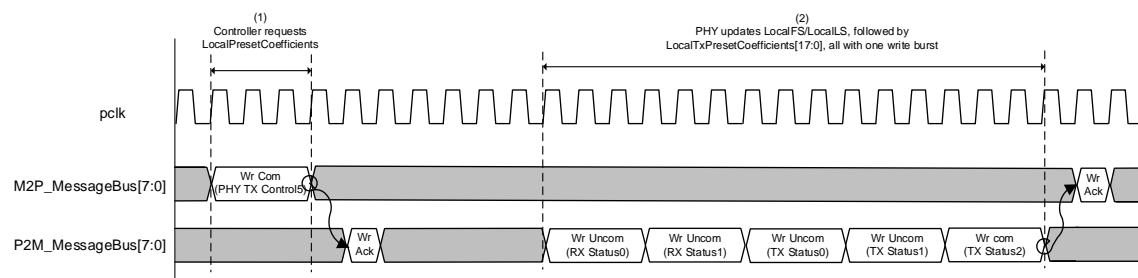 (1)
Controller requests
LocalPresetCoefficients
(2)
PHY updates LocalFS/LocalLS, followed by
LocalTxPresetCoefficients[17:0], all with one write burst
pclk
M2P_MessageBus[7:0]
Wr Com
(PHY TX Control5)
Wr
Ack
P2M_MessageBus[7:0]
Wr
Ack
Wr Uncom
(RX Status0)
Wr Uncom
(RX Status1)
Wr Uncom
(TX Status0)
Wr Uncom
(TX Status1)
Wr com
(TX Status2)